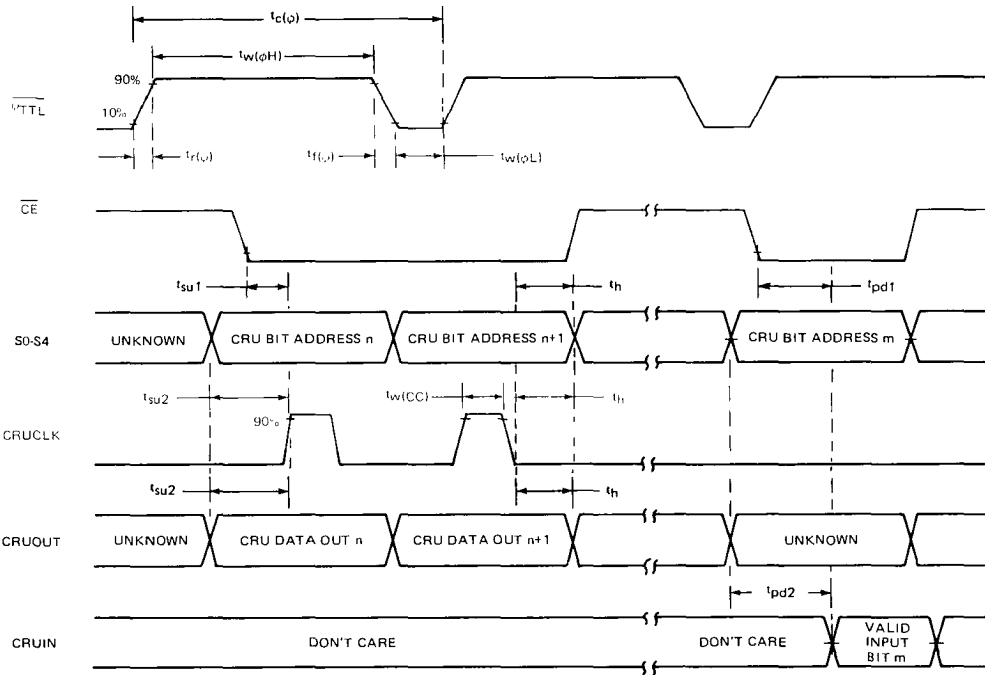 tc(φ)
tw(φH)
90%
φTTL
10%
tr(φ)
tf(φ)
tw(φL)
CE
tsu1
th
tpd1
S0-S4
UNKNOWN
CRU BIT ADDRESS n
CRU BIT ADDRESS n+1
CRU BIT ADDRESS m
tsu2
tw(CC)
th
90%
CRUCLK
tsu2
th
CRUOUT
UNKNOWN
CRU DATA OUT n
CRU DATA OUT n+1
UNKNOWN
tpd2
CRUIN
DON'T CARE
DON'T CARE
VALID
INPUT
BIT m